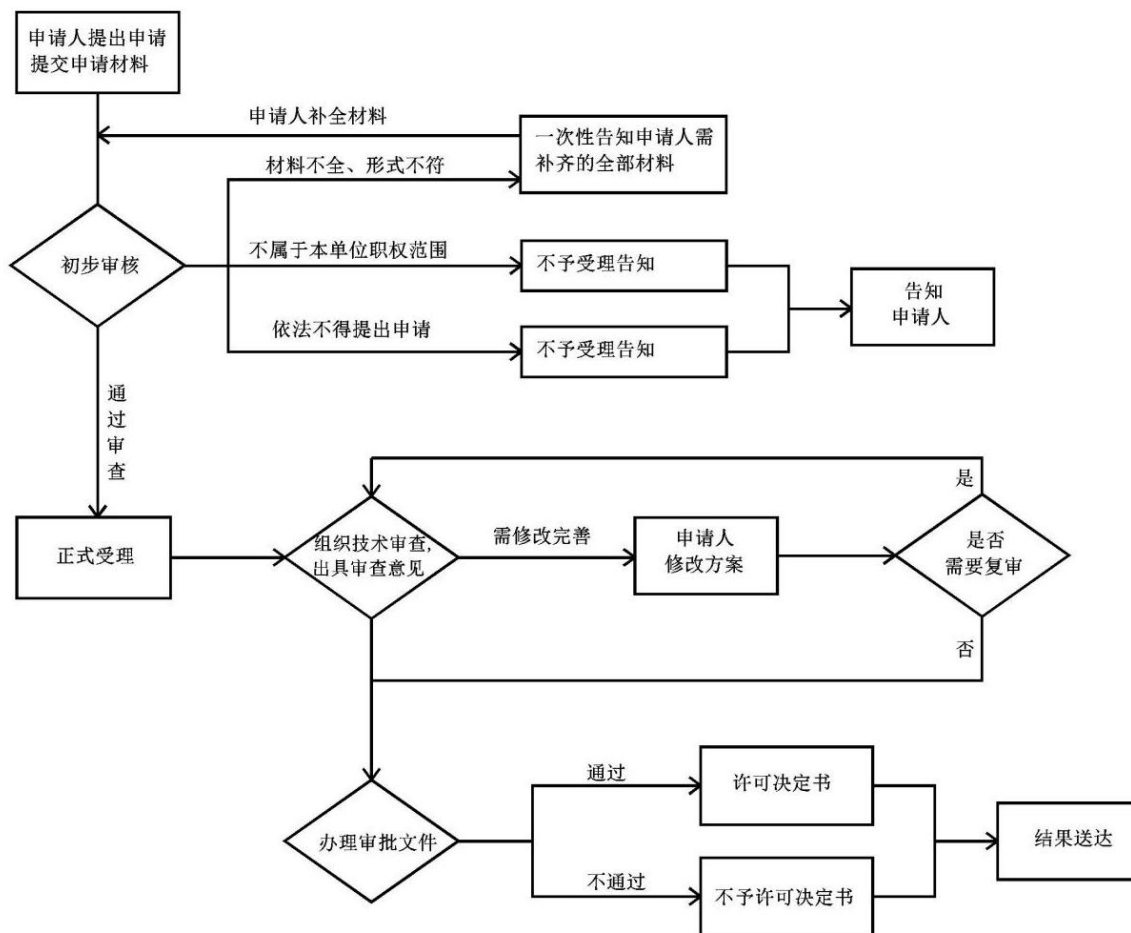 申请人提出申请
提交申请材料
申请人补全材料
一次性告知申请人需
补齐的全部材料
材料不全、形式不符
初步审核
不属于本单位职权范围
不予受理告知
告知
申请人
依法不得提出申请
不予受理告知
通
过
审
查
是
正式受理
组织技术审查,
出具审查意见
需修改完善
申请人
修改方案
是否
需要复审
否
通过
许可决定书
办理审批文件
结果送达
不通过
不予许可决定书